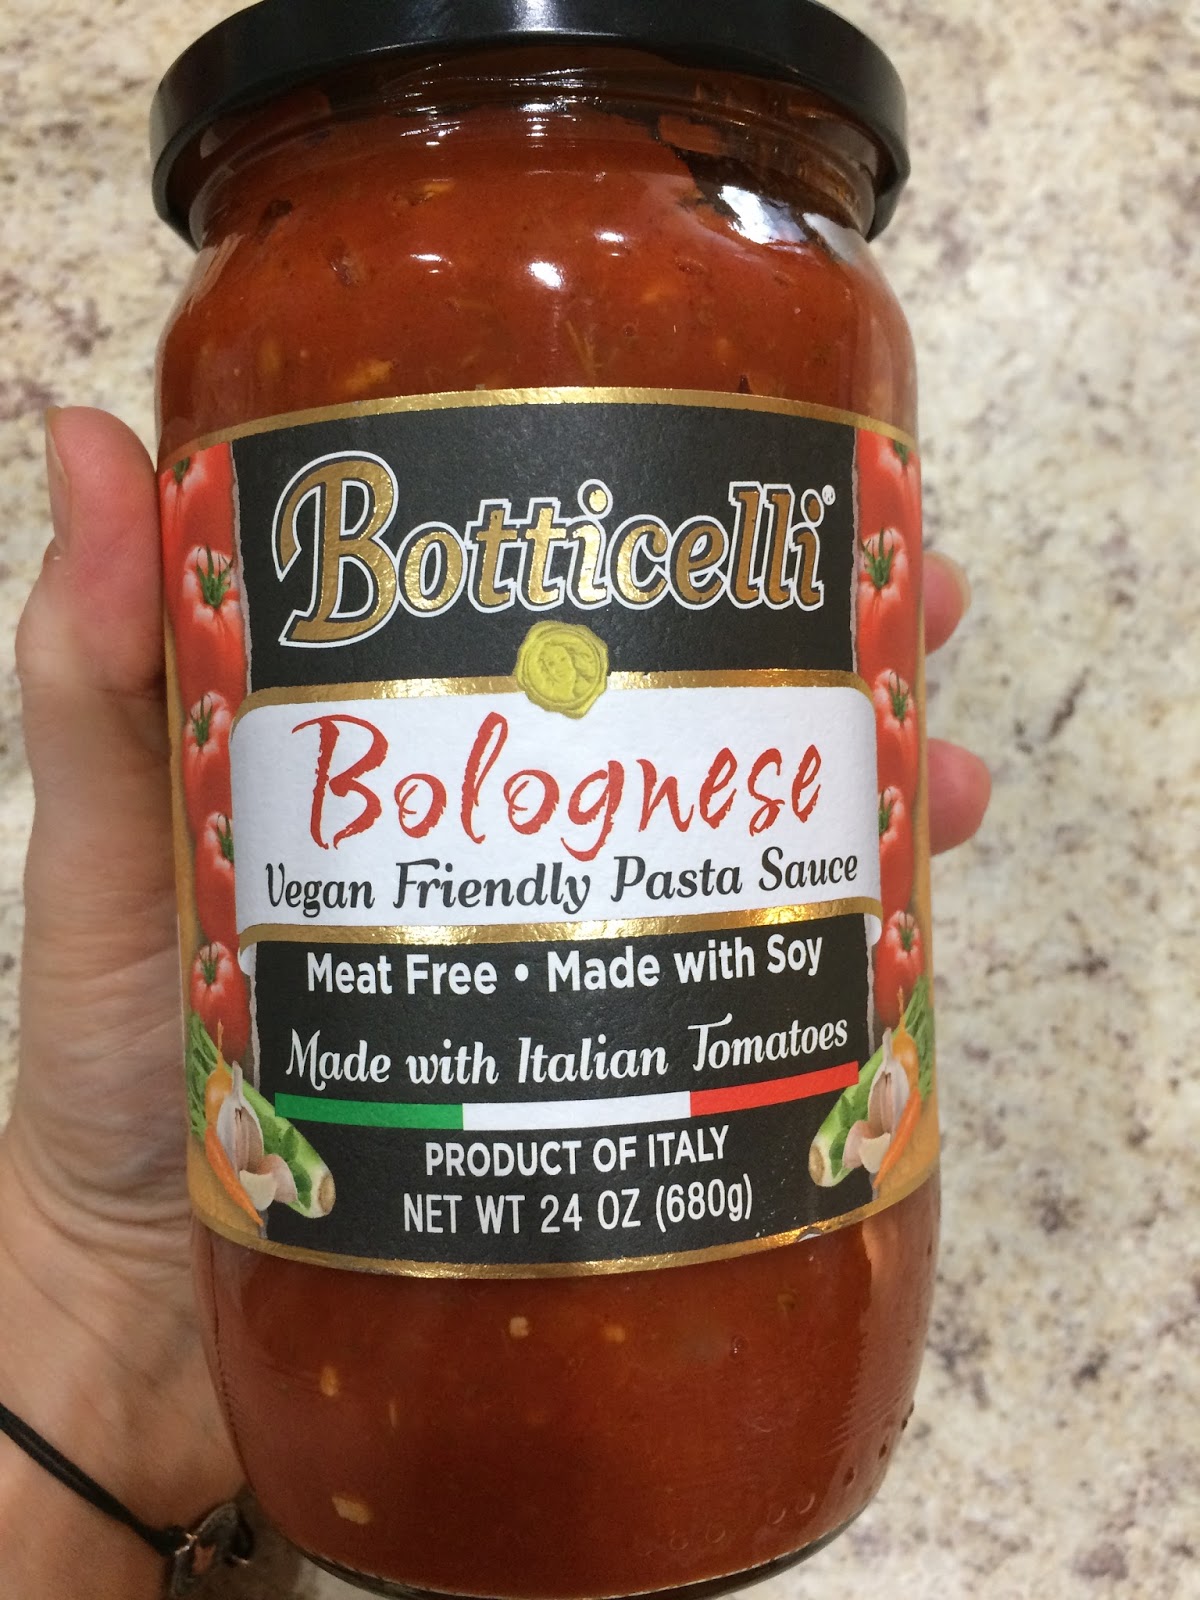 Botticelli®
Bolognese
Vegan Friendly Pasta Sauce
Meat Free • Made with Soy
Made with Italian Tomatoes
PRODUCT OF ITALY
NET WT 24 OZ (680g)